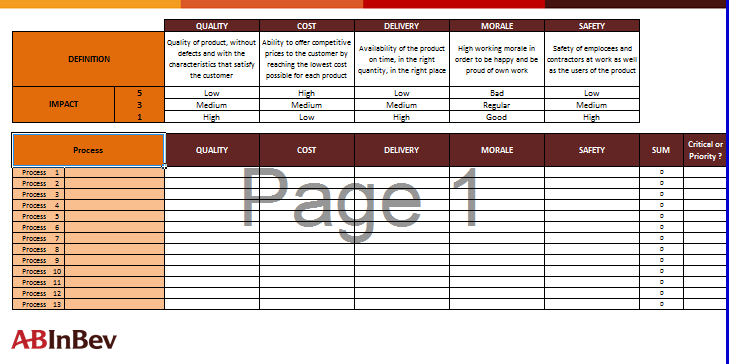 QUALITY COST DELIVERY MORALE SAFETY
DEFINITION
Quality of product, without defects and with the characteristics that satisfy the customer
Ability to offer competitive prices to the customer by reaching the lowest cost possible for each product
Availability of the product on time, in the right quantity, in the right place
High working morale in order to be happy and be proud of own work
Safety of emplocees and contractors at work as well as the users of the product
IMPACT
5 Low High Low Bad Low
3 Medium Medium Medium Regular Medium
1 High Low High Good High
Process QUALITY COST DELIVERY MORALE SAFETY SUM Critical or Priority ?
Process 1 0
Process 2 0
Process 3 0
Process 4 0
Process 5 0
Process 6 0
Process 7 0
Process 8 0
Process 9 0
Process 10 0
Process 11 0
Process 12 0
Process 13 0
Page 1
ABInBev